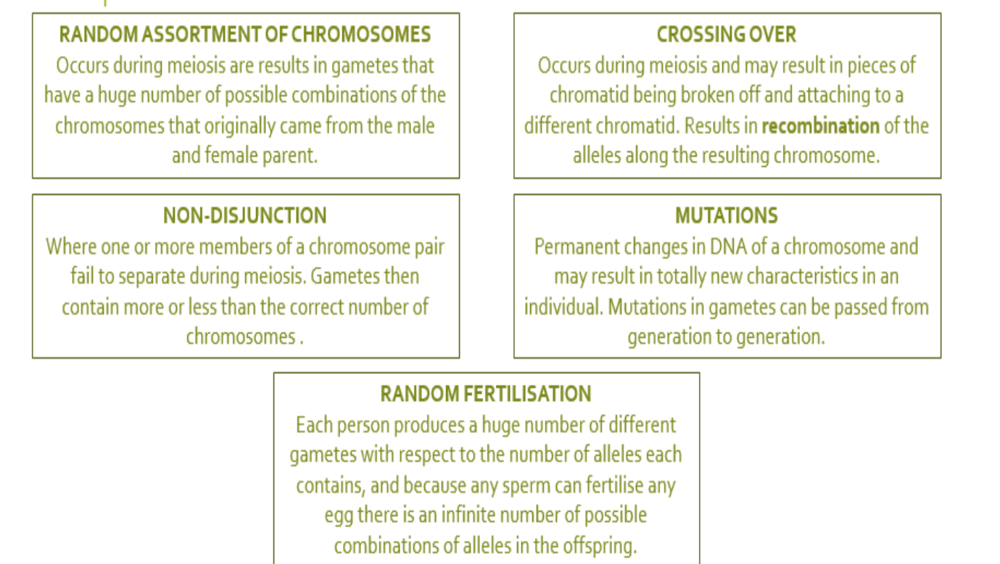 RANDOM ASSORTMENT OF CHROMOSOMES
Occurs during meiosis are results in gametes that
have a huge number of possible combinations of the
chromosomes that originally came from the male
and female parent.
CROSSING OVER
Occurs during meiosis and may result in pieces of
chromatid being broken off and attaching to a
different chromatid. Results in recombination of the
alleles along the resulting chromosome.
NON-DISJUNCTION
Where one or more members of a chromosome pair
fail to separate during meiosis. Gametes then
contain more or less than the correct number of
chromosomes .
MUTATIONS
Permanent changes in DNA of a chromosome and
may result in totally new characteristics in an
individual. Mutations in gametes can be passed from
generation to generation.
RANDOM FERTILISATION
Each person produces a huge number of different
gametes with respect to the number of alleles each
contains, and because any sperm can fertilise any
egg there is an infinite number of possible
combinations of alleles in the offspring.